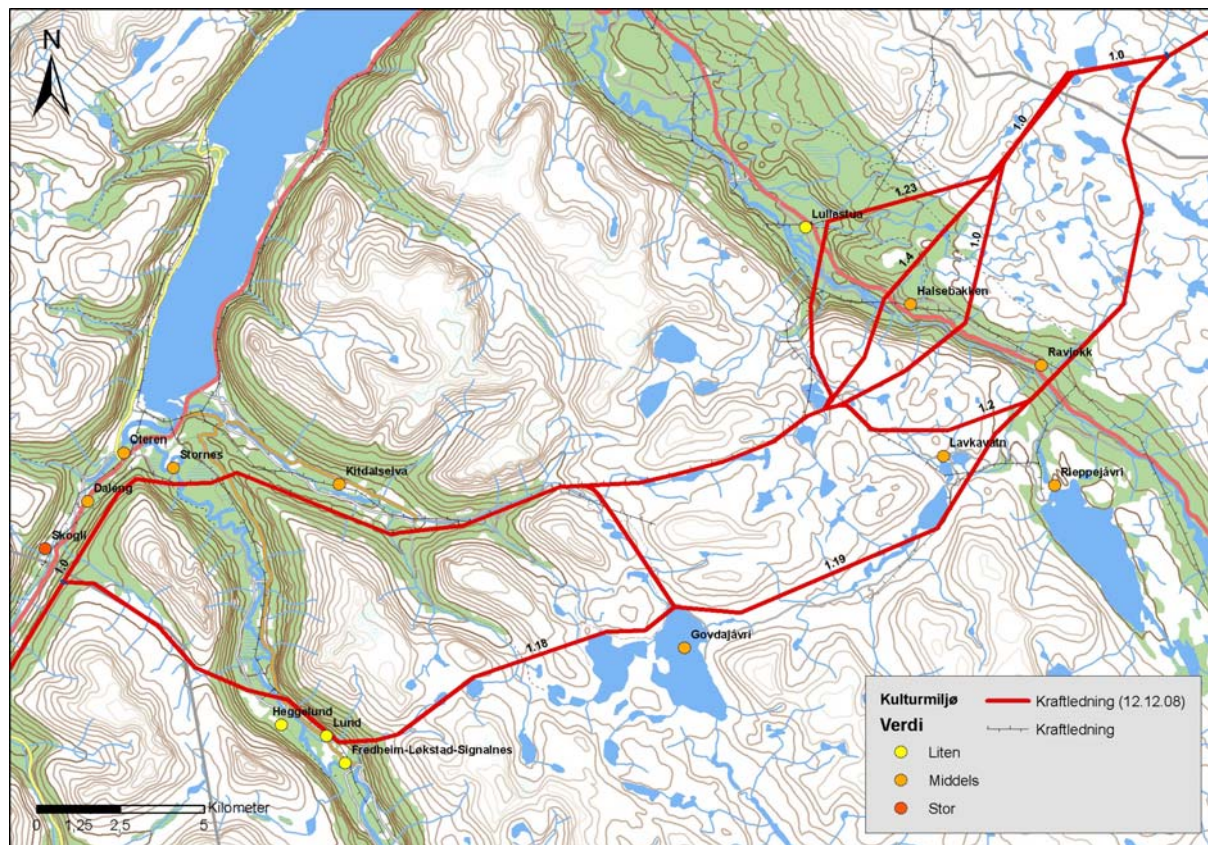 N
1.0
1.0
1.23
Lullestua
1.0
1.4
Halsebakken
Ravjokk
1.2
Oteren
Stornes
Kitdalselva
Lavkavatn
Rieppejávri
Daleng
Skogli
1.0
1.19
1.18
Govdajávri
Heggelund
Lund
Fredheim-Løkstad-Signalnes
Kulturmiljø
Kraftledning (12.12.08)
Verdi
Kraftledning
Liten
Middels
Stor
Kilometer
0 1,25 2,5 5